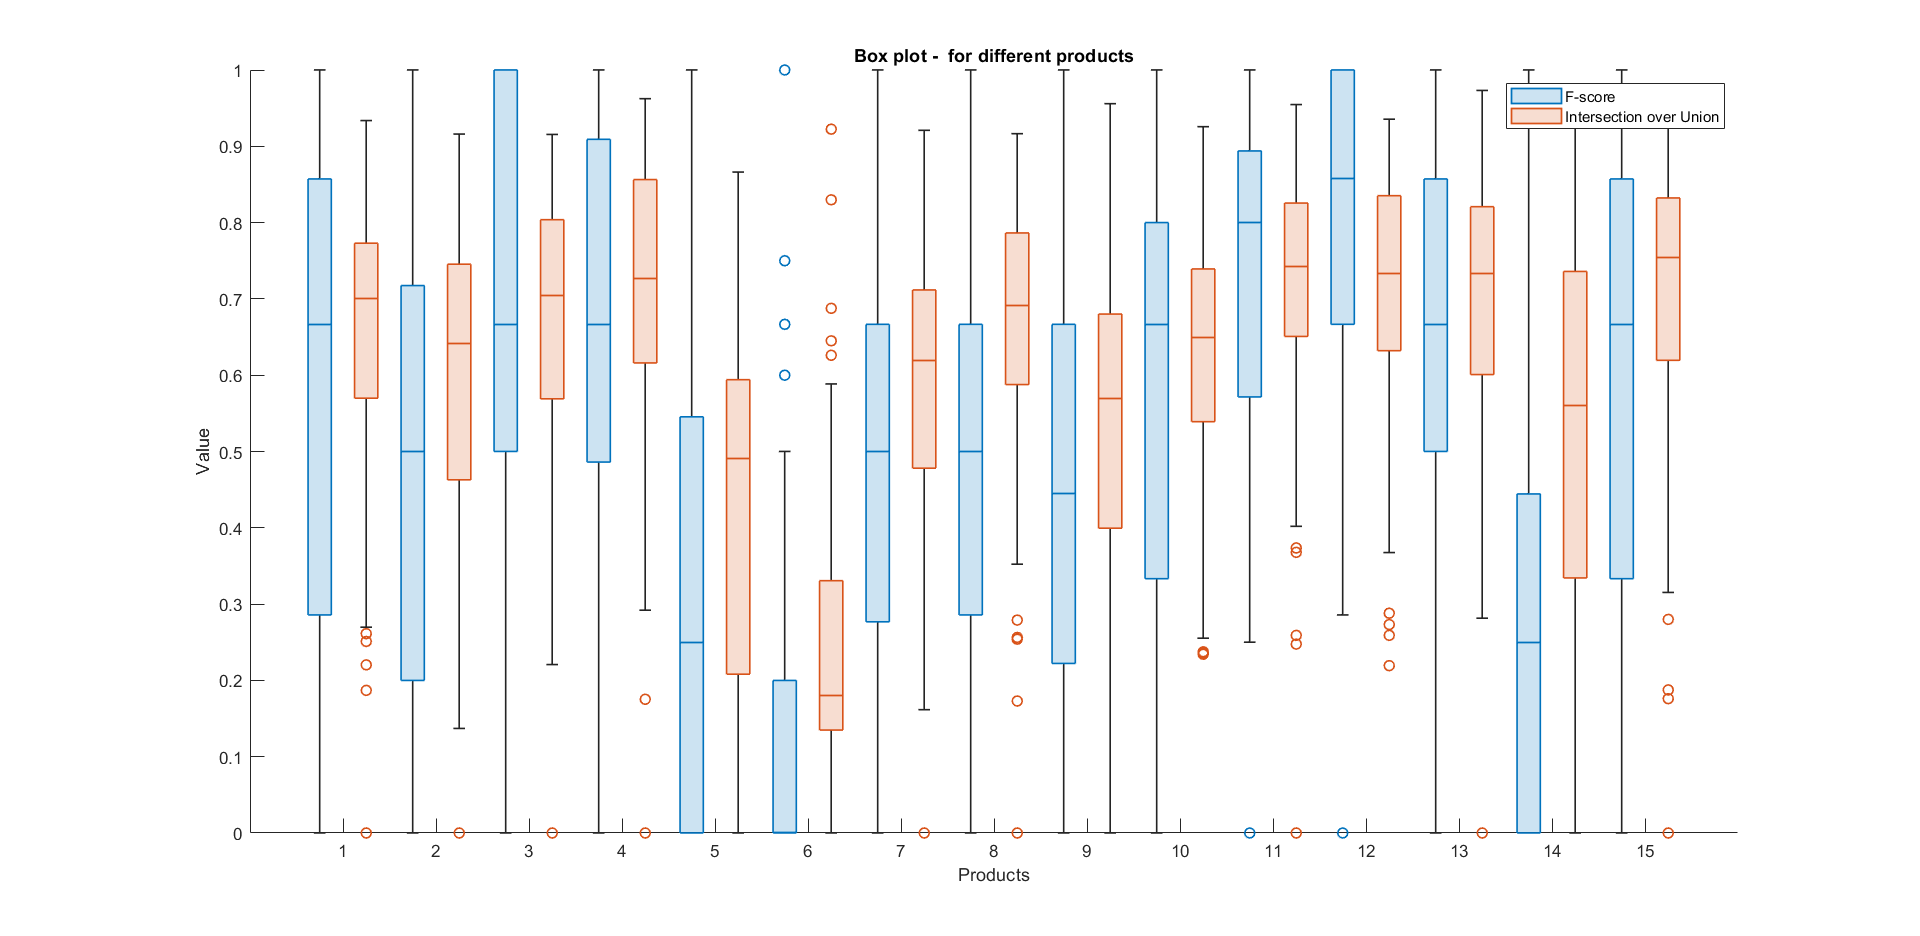 Box plot - for different products
F-score
Intersection over Union
Value
1
0.9
0.8
0.7
0.6
0.5
0.4
0.3
0.2
0.1
0
1 2 3 4 5 6 7 8 9 10 11 12 13 14 15
Products